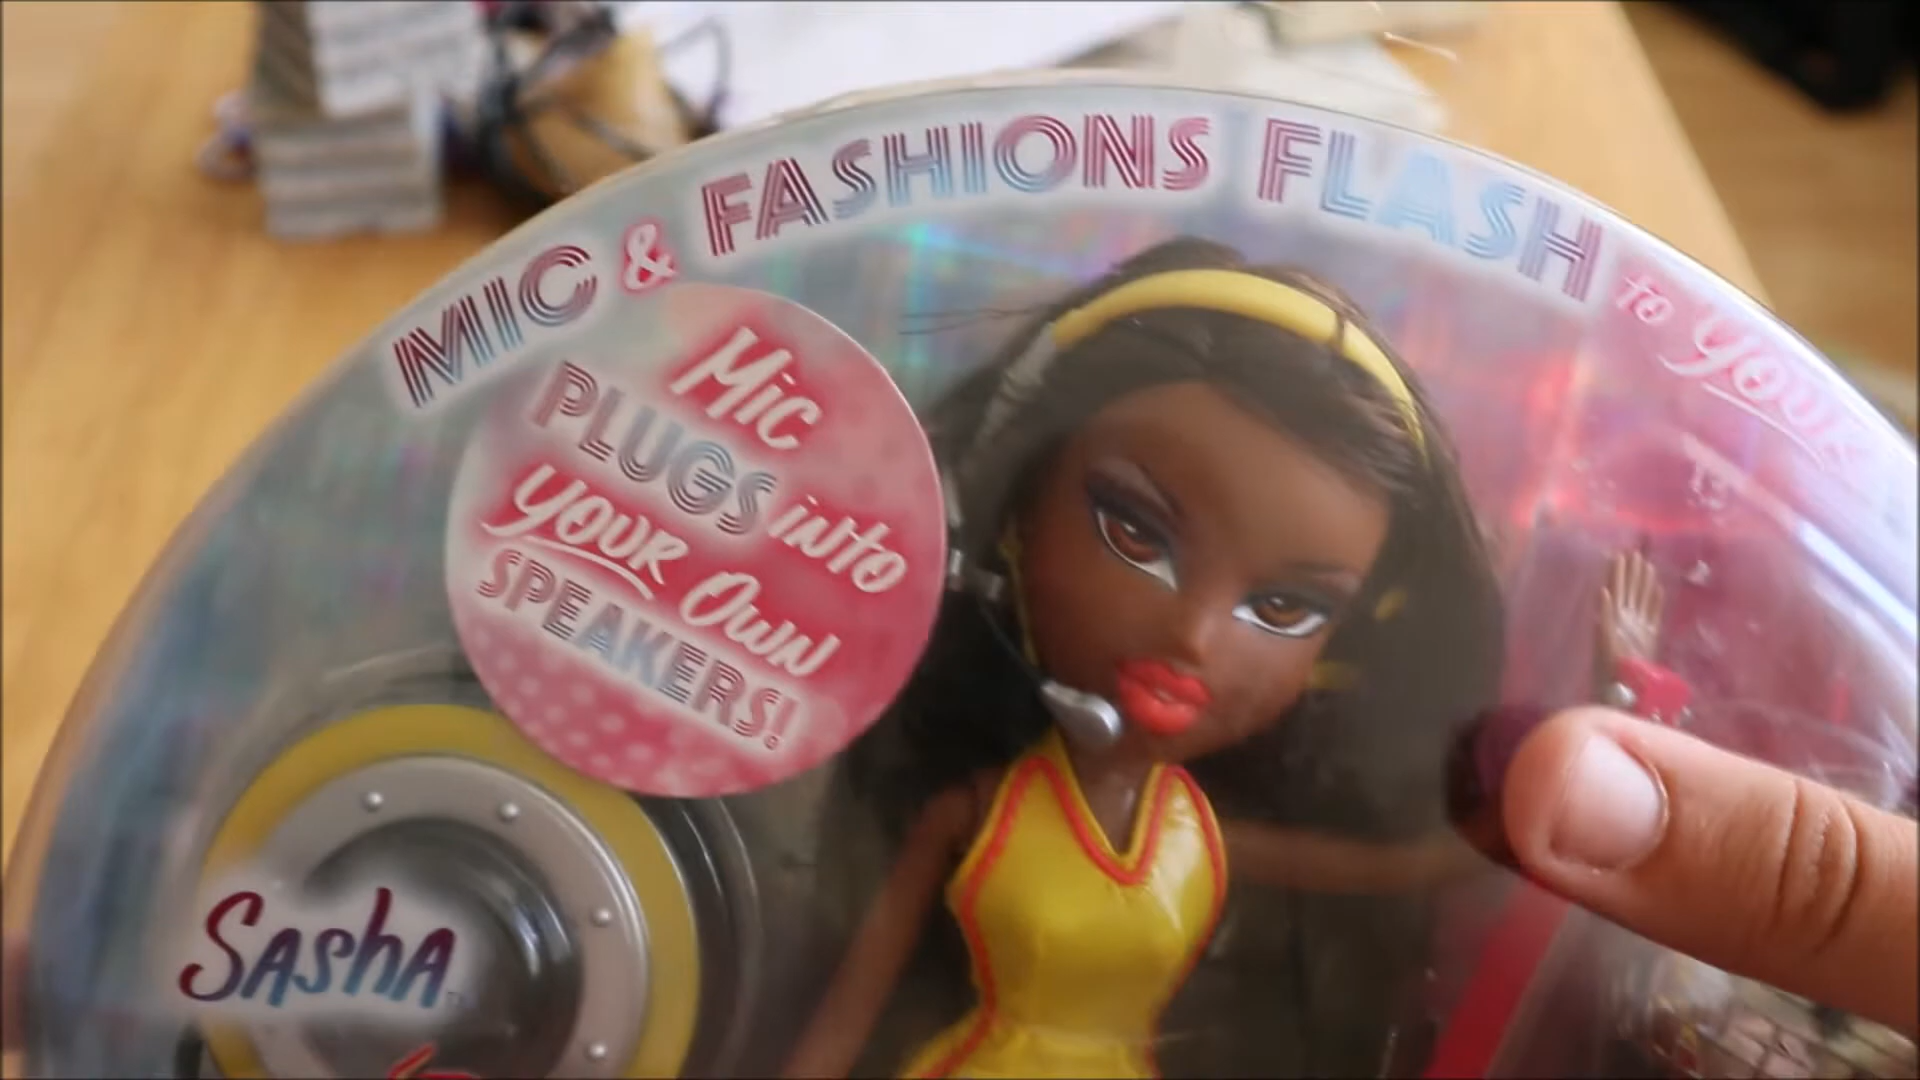 MIC & FASHIONS FLASH to YOUR
Mic
PLUGS into
YOUR Own
SPEAKERS!
SASHA